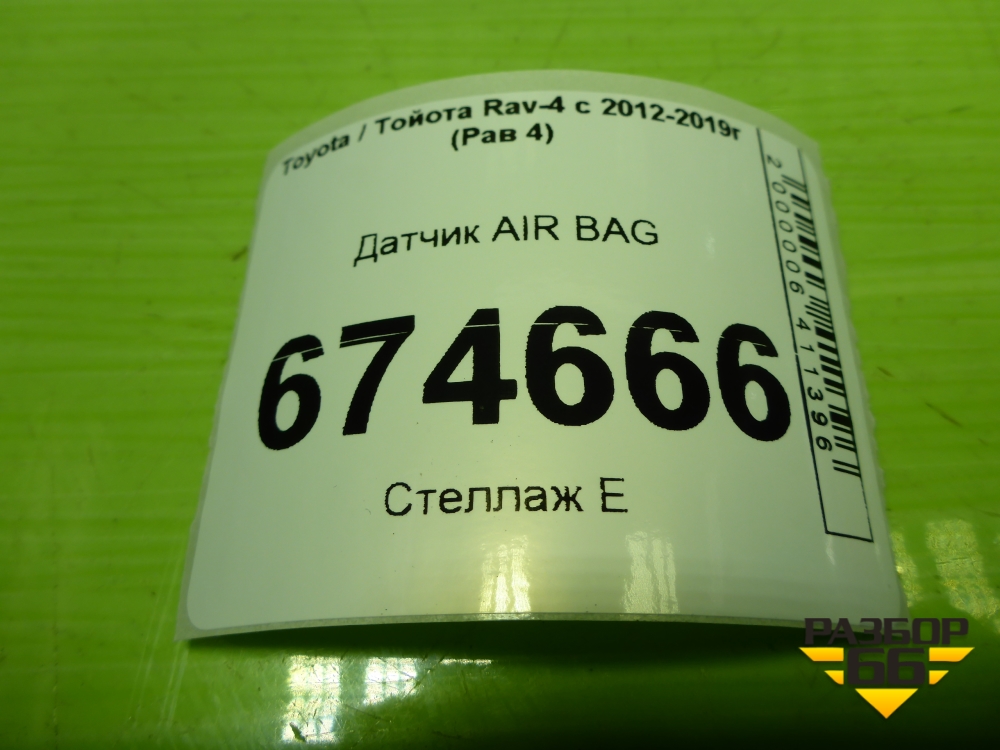 Toyota / Тойота Rav-4 с 2012-2019г
(Рав 4)
Датчик AIR BAG
674666
Стеллаж Е
2000006411396
РАЗБОР
66